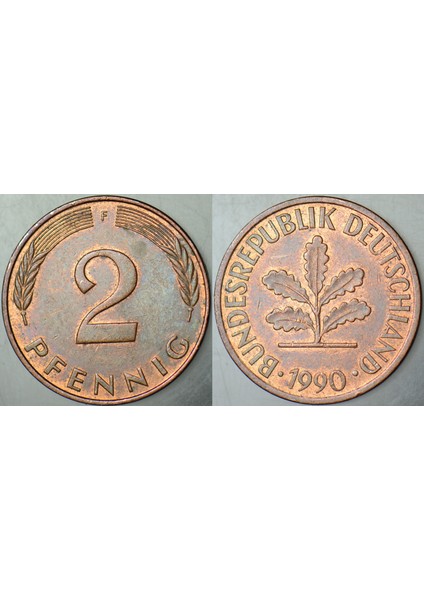 F
2
PFENNIG
BUNDESREPUBLIK DEUTSCHLAND
· 1990 ·